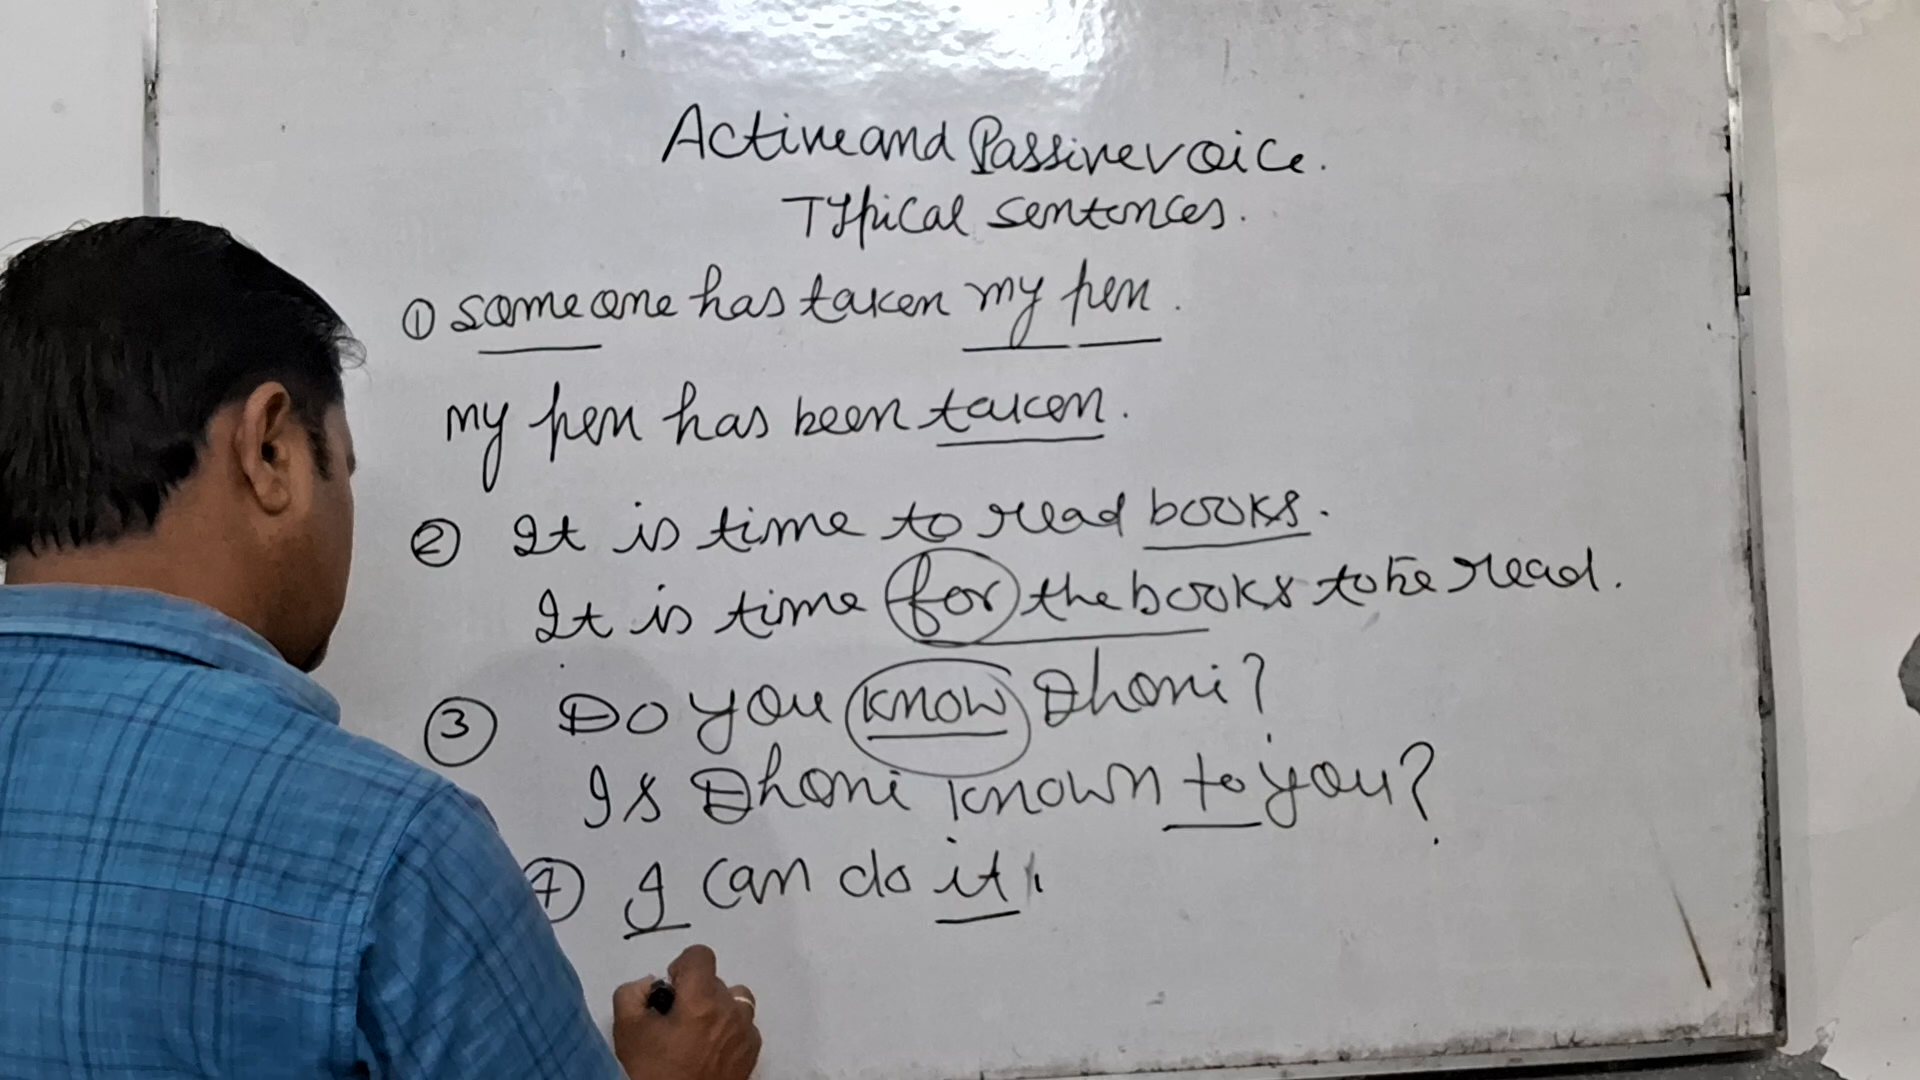 Active and Passive voice.
Typical sentences.
① someone has taken my pen.
my pen has been taken.
② It is time to read books.
It is time for the books to be read.
③ Do you know Dhoni?
Is Dhoni known to you?
I can do it.